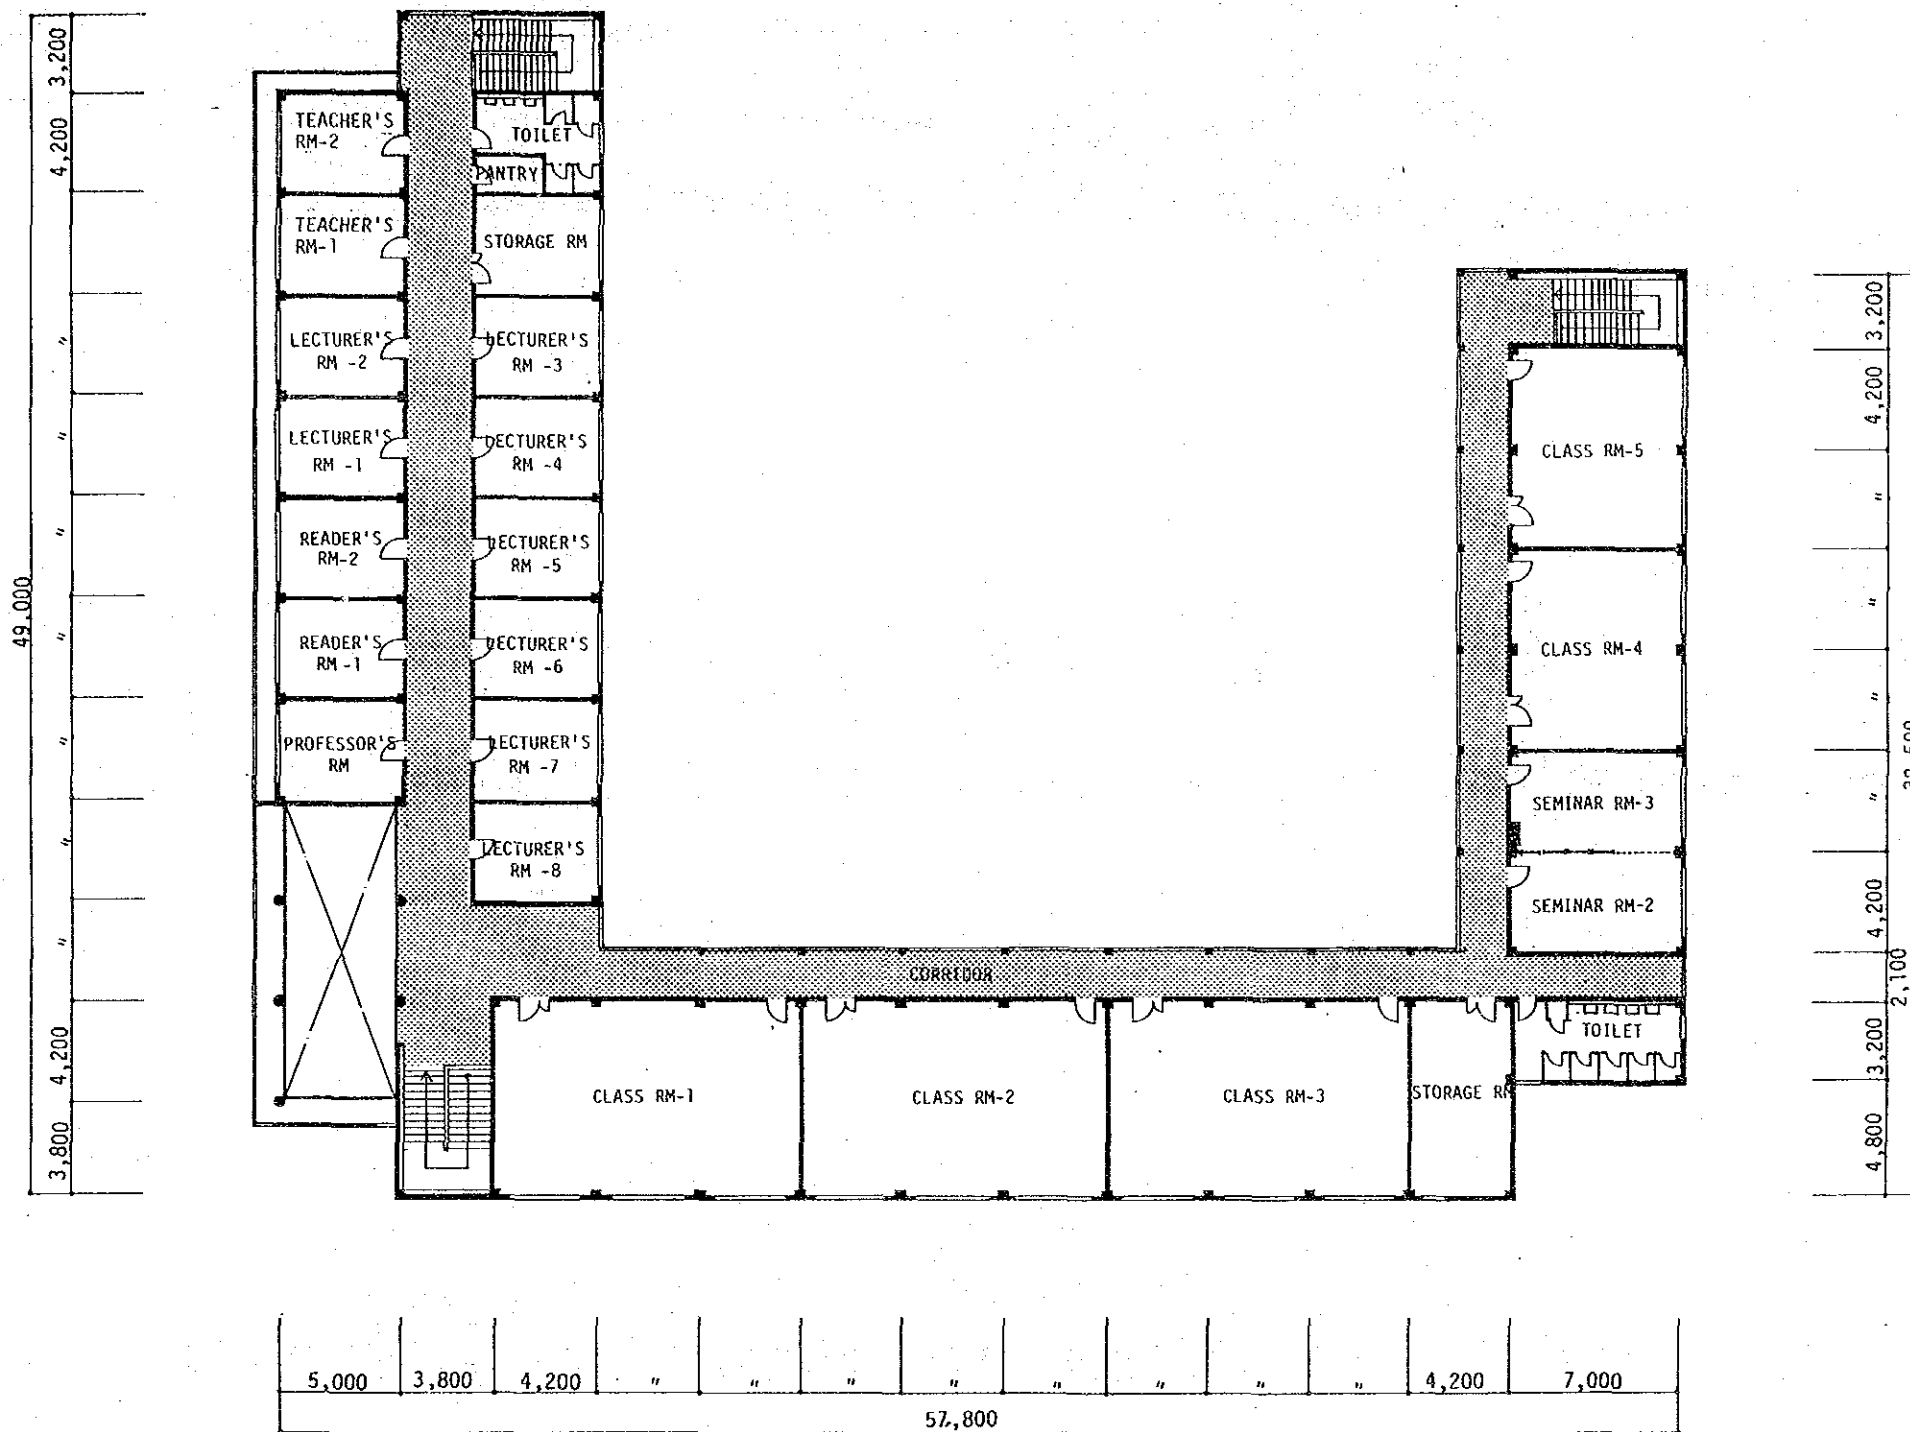 3,200
4,200
"
"
"
"
"
"
"
4,200
3,800
49,000
TEACHER'S
RM-2
TEACHER'S
RM-1
LECTURER'S
RM -2
LECTURER'S
RM -1
READER'S
RM-2
READER'S
RM -1
PROFESSOR'S
RM
TOILET
PANTRY
STORAGE RM
LECTURER'S
RM -3
LECTURER'S
RM -4
LECTURER'S
RM -5
LECTURER'S
RM -6
LECTURER'S
RM -7
LECTURER'S
RM -8
CORRIDOR
CLASS RM-1
CLASS RM-2
CLASS RM-3
STORAGE RM
TOILET
CLASS RM-5
CLASS RM-4
SEMINAR RM-3
SEMINAR RM-2
3,200
4,200
"
"
"
"
4,200
2,100
3,200
4,800
5,000 3,800 4,200 " " " " " " " " 4,200 7,000
57,800